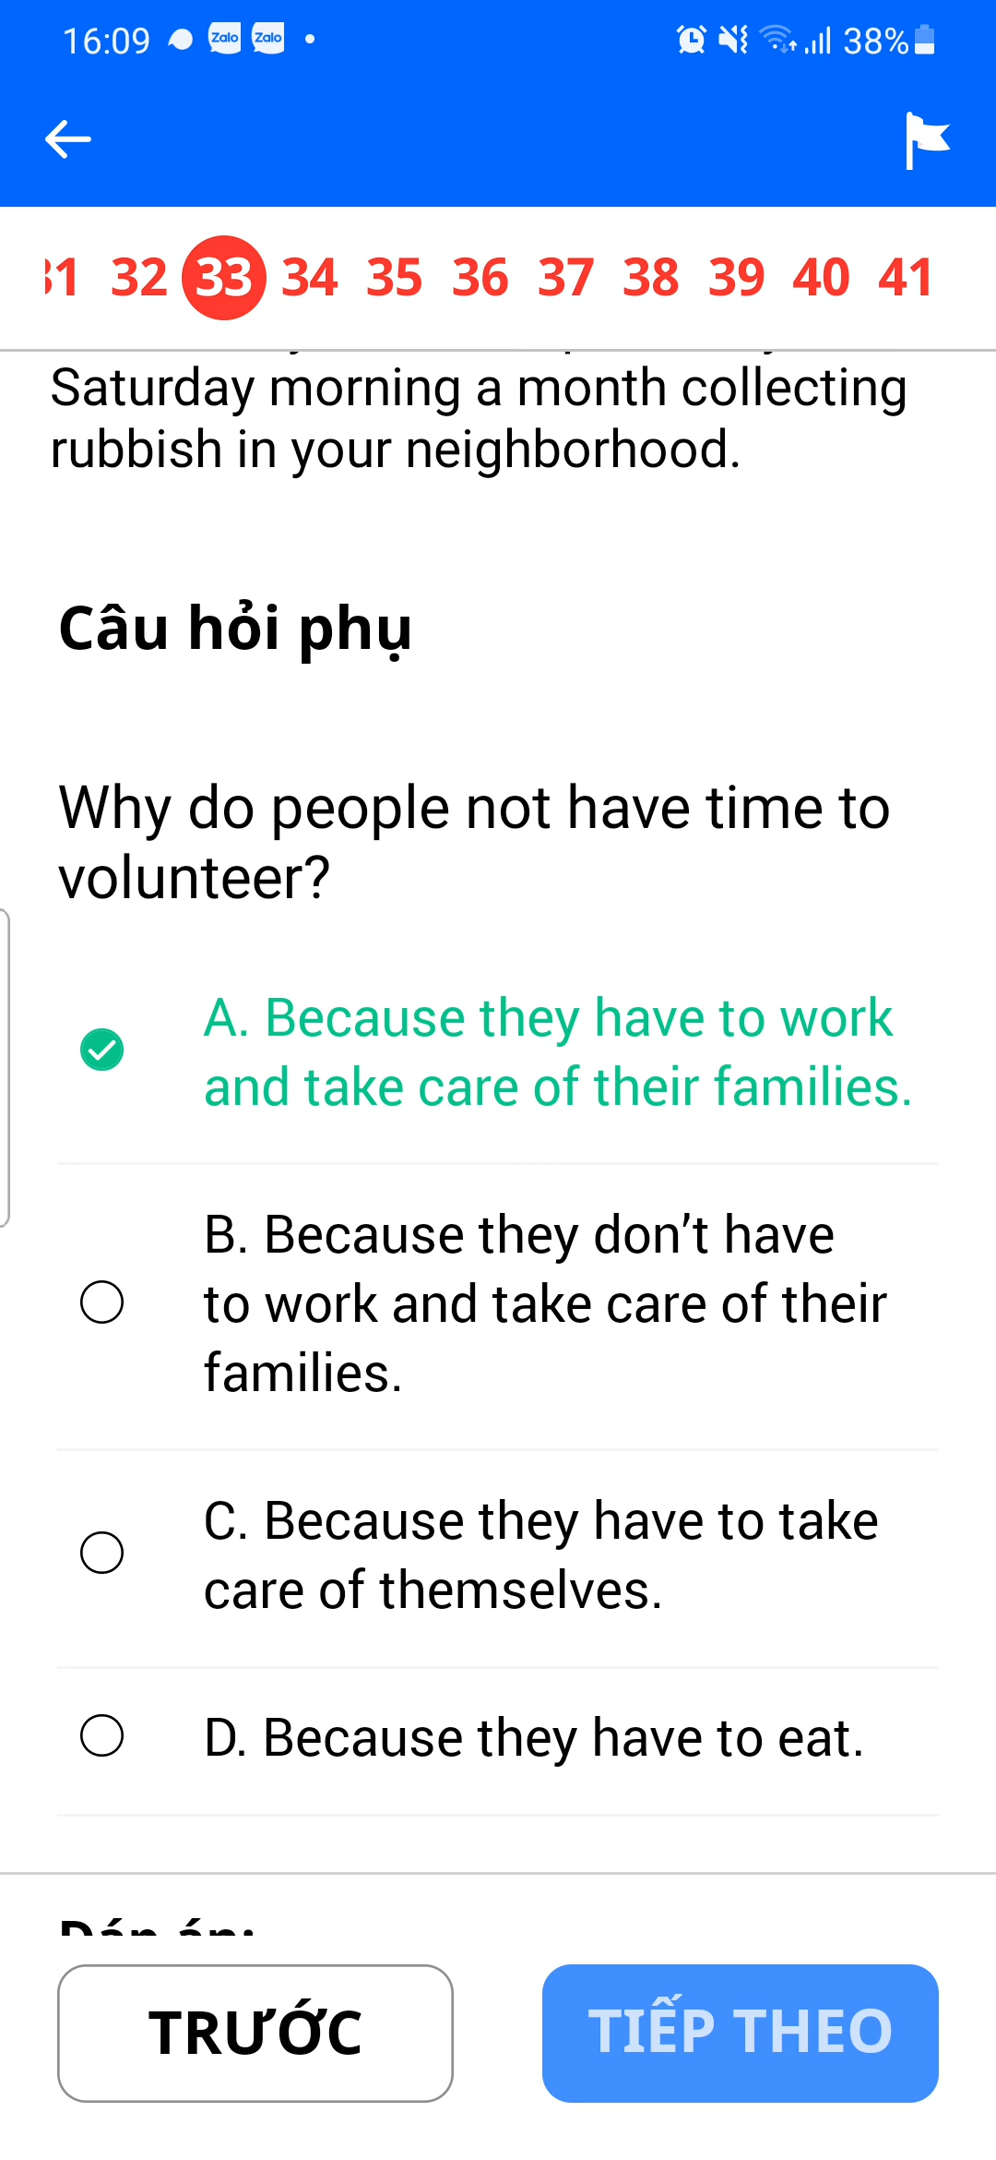 16:09 Zalo Zalo 38%
31 32 33 34 35 36 37 38 39 40 41
Saturday morning a month collecting
rubbish in your neighborhood.
Câu hỏi phụ
Why do people not have time to
volunteer?
A. Because they have to work
and take care of their families.
B. Because they don't have
to work and take care of their
families.
C. Because they have to take
care of themselves.
D. Because they have to eat.
TRƯỚC
TIẾP THEO